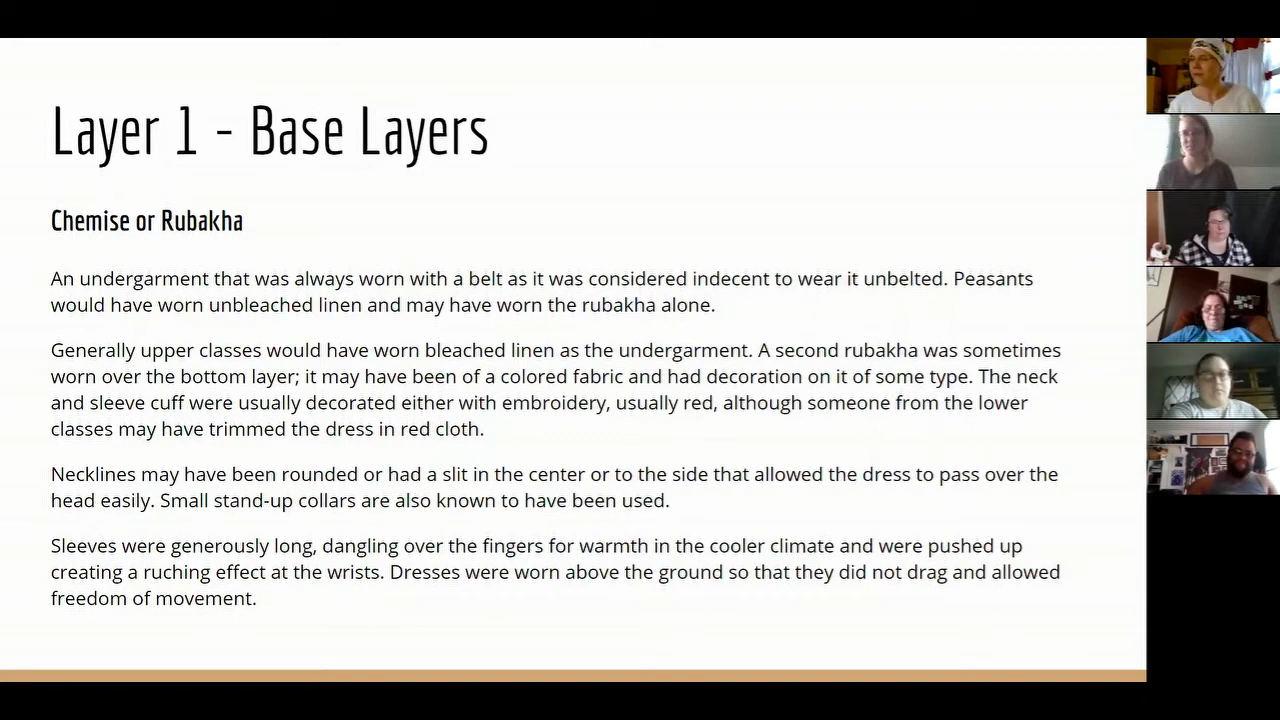 Layer 1 - Base Layers
Chemise or Rubakha
An undergarment that was always worn with a belt as it was considered indecent to wear it unbelted. Peasants
would have worn unbleached linen and may have worn the rubakha alone.
Generally upper classes would have worn bleached linen as the undergarment. A second rubakha was sometimes
worn over the bottom layer; it may have been of a colored fabric and had decoration on it of some type. The neck
and sleeve cuff were usually decorated either with embroidery, usually red, although someone from the lower
classes may have trimmed the dress in red cloth.
Necklines may have been rounded or had a slit in the center or to the side that allowed the dress to pass over the
head easily. Small stand-up collars are also known to have been used.
Sleeves were generously long, dangling over the fingers for warmth in the cooler climate and were pushed up
creating a ruching effect at the wrists. Dresses were worn above the ground so that they did not drag and allowed
freedom of movement.